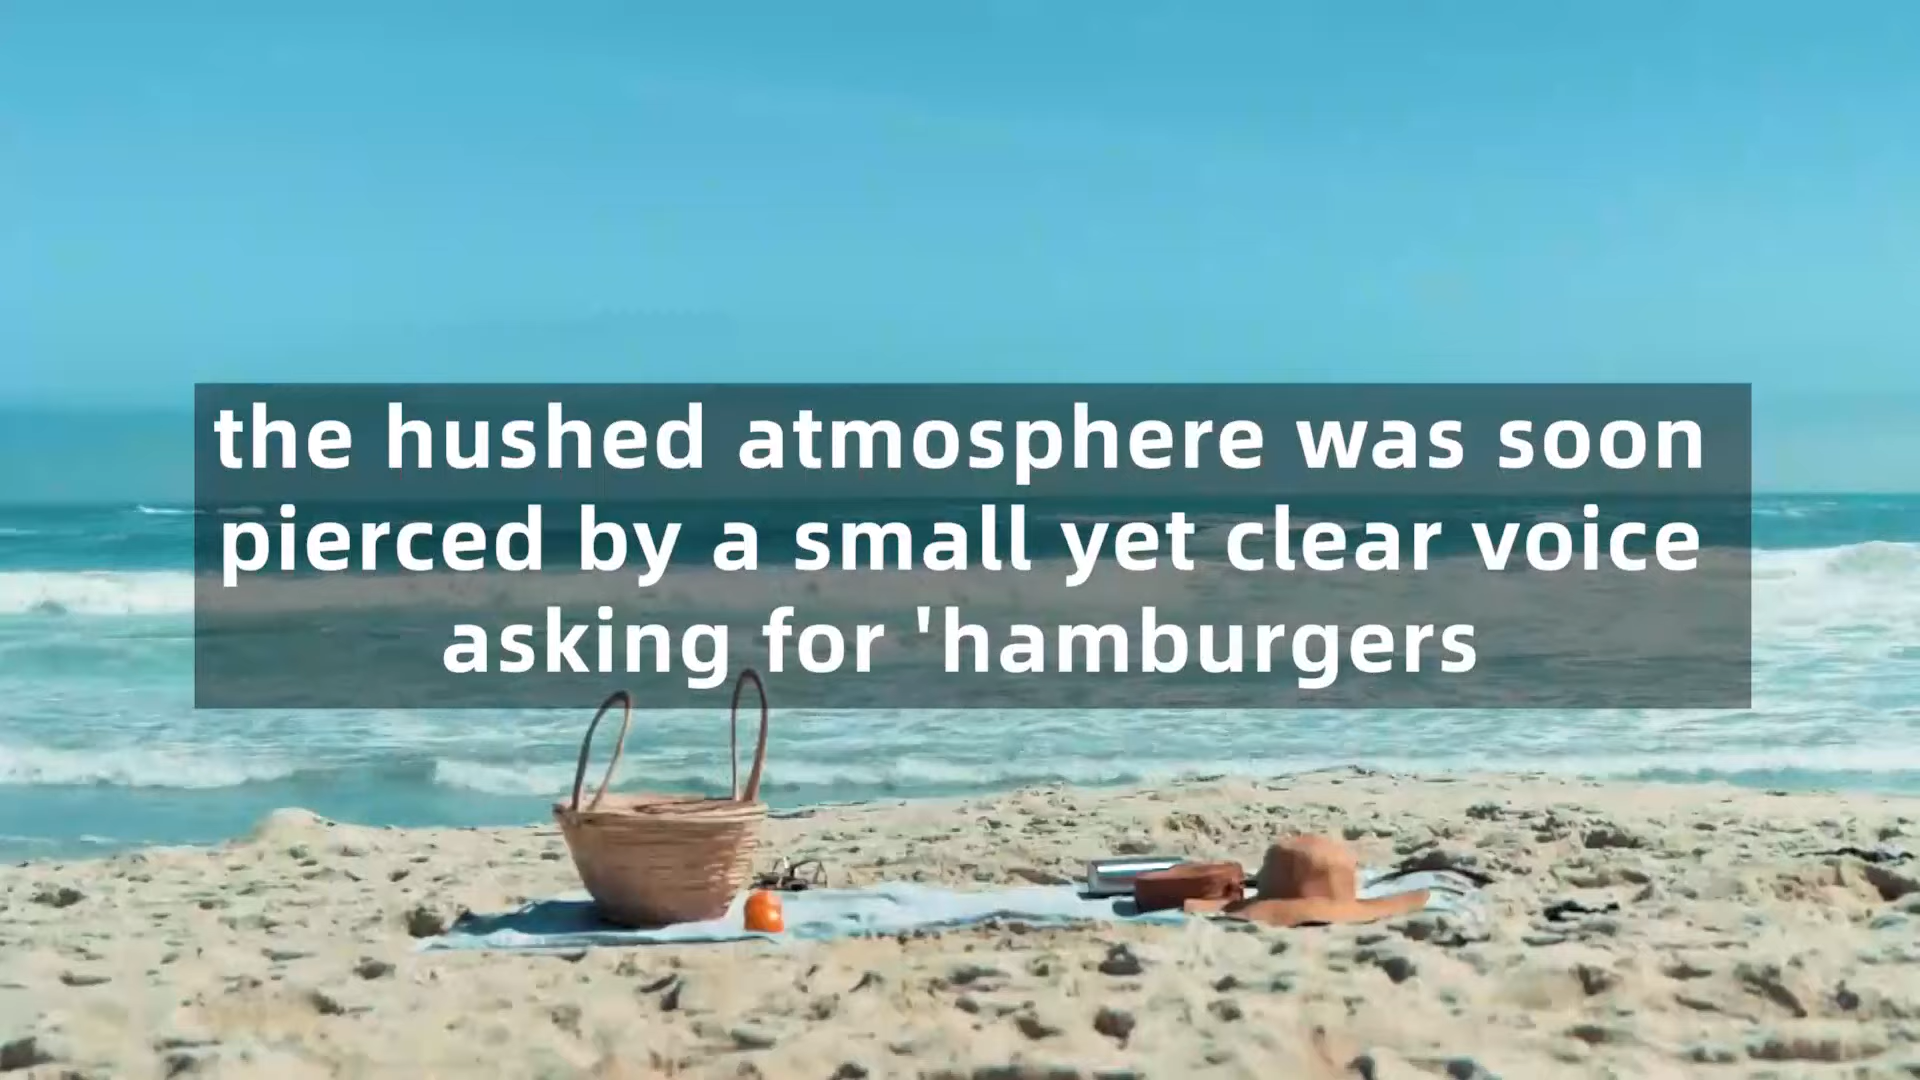 the hushed atmosphere was soon
pierced by a small yet clear voice
asking for 'hamburgers